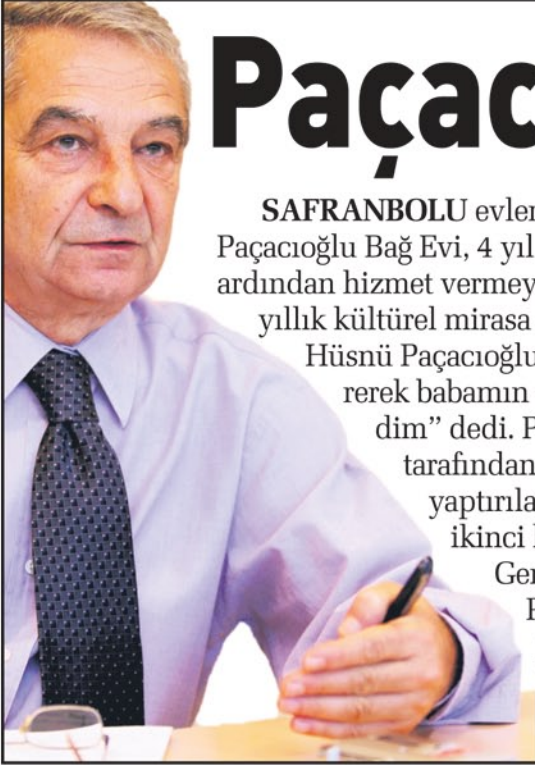 Paçac
SAFRANBOLU evler
Paçacıoğlu Bağ Evi, 4 yıl
ardından hizmet vermey
yıllık kültürel mirasa
Hüsnü Paçacıoğlu
rerek babamın
dim” dedi. P
tarafından
yaptırıla
ikinci
Ger